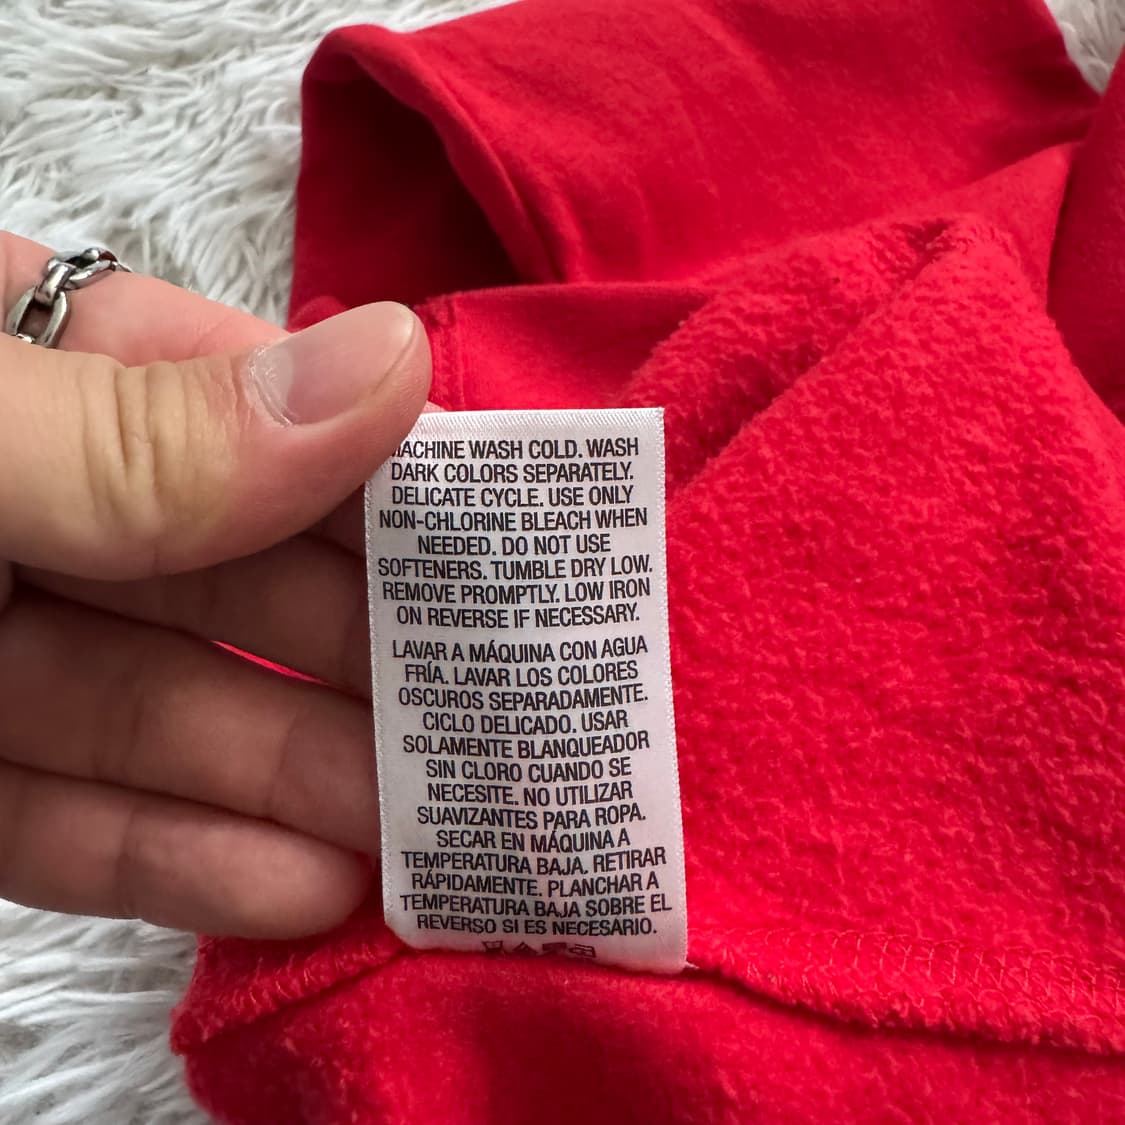 MACHINE WASH COLD. WASH
DARK COLORS SEPARATELY.
DELICATE CYCLE. USE ONLY
NON-CHLORINE BLEACH WHEN
NEEDED. DO NOT USE
SOFTENERS. TUMBLE DRY LOW.
REMOVE PROMPTLY. LOW IRON
ON REVERSE IF NECESSARY.
LAVAR A MÁQUINA CON AGUA
FRÍA. LAVAR LOS COLORES
OSCUROS SEPARADAMENTE.
CICLO DELICADO. USAR
SOLAMENTE BLANQUEADOR
SIN CLORO CUANDO SE
NECESITE. NO UTILIZAR
SUAVIZANTES PARA ROPA.
SECAR EN MÁQUINA A
TEMPERATURA BAJA. RETIRAR
RÁPIDAMENTE. PLANCHAR A
TEMPERATURA BAJA SOBRE EL
REVERSO SI ES NECESARIO.